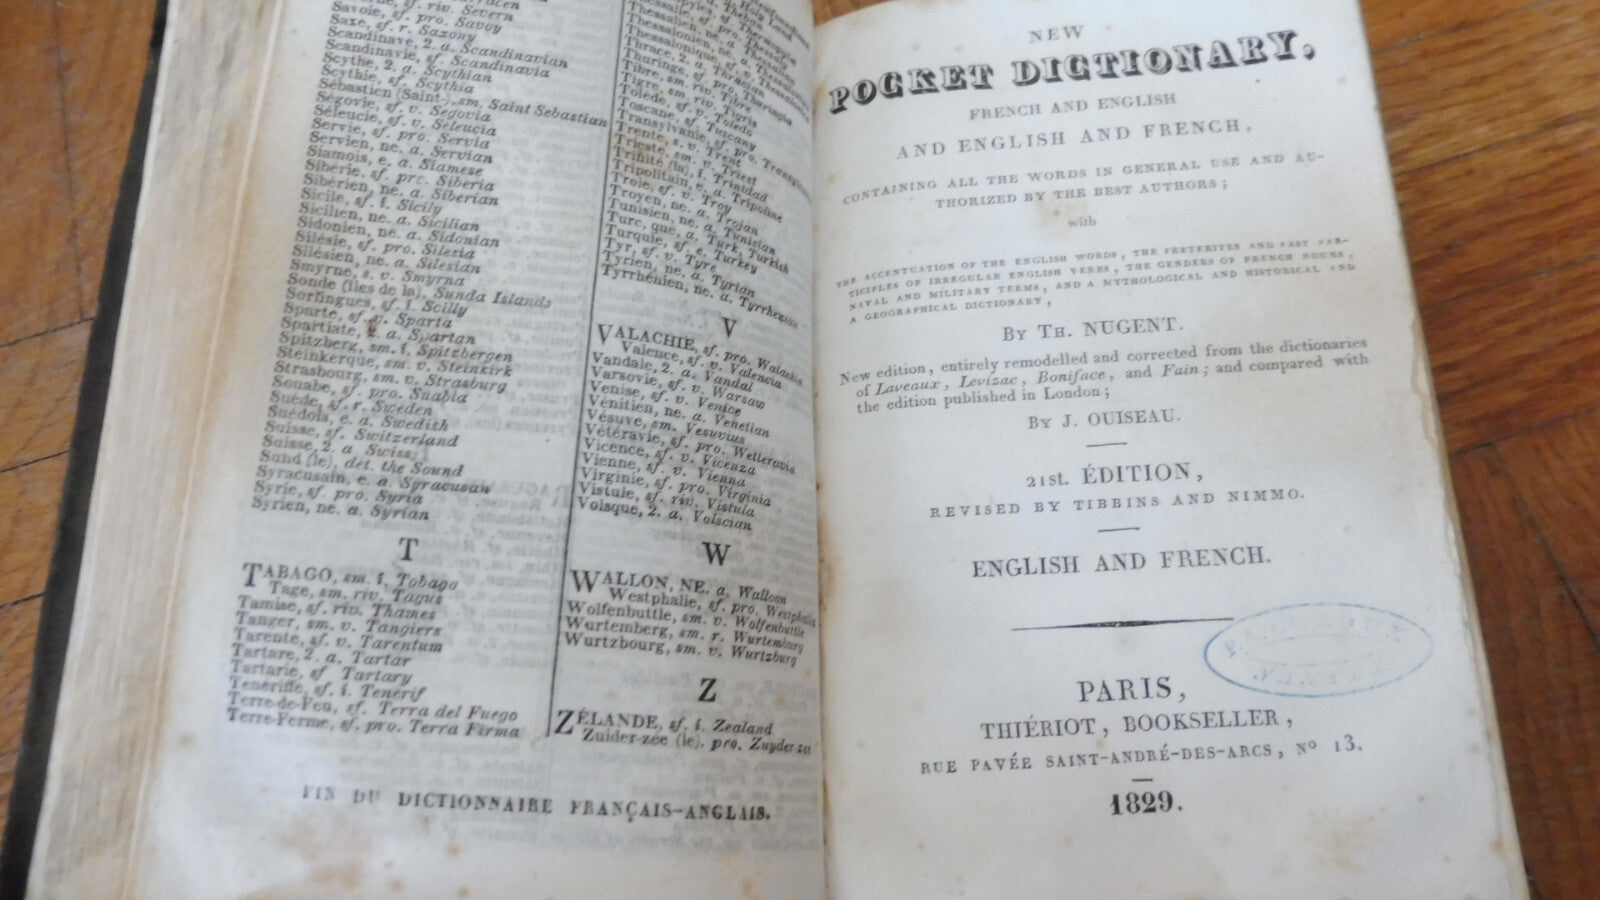 Savoie, sf. pro. Savoy
Saxe, sf. r. Saxony
Scandinave, 2. a. Scandinavian
Scandinavie, sf. Scandinavia
Scythe, 2. a. Scythian
Scythie, sf. Scythia
Sébastien (Saint-), sm. Saint Sebastian
Ségovie, sf. v. Segovia
Séleucie, sf. v. Seleucia
Servie, sf. pro. Servia
Servien, ne. a. Servian
Siamois, e. a. Siamese
Sibérie, sf. pro. Siberia
Sibérien, ne. a. Siberian
Sicile, sf. i. Sicily
Sicilien, ne. a. Sicilian
Sidonien, ne. a. Sidonian
Silésie, sf. pro. Silesia
Silésien, ne. a. Silesian
Smyrne, s. v. Smyrna
Sonde (îles de la), Sunda Islands
Sorlingues, sf. i. Scilly
Sparte, sf. v. Sparta
Spartiate, 2. a. Spartan
Spitzberg, sm. i. Spitzbergen
Steinkerque, sm. v. Steinkirk
Strasbourg, sm. v. Strasburg
Souabe, sf. pro. Suabia
Suède, sf. r. Sweden
Suédois, e. a. Swedith
Suisse, sf. Switzerland
Suisse, 2. a. Swiss
Sund (le), det. the Sound
Syracusain, e. a. Syracusan
Syrie, sf. pro. Syria
Syrien, ne. a. Syrian
T
TABAGO, sm. i. Tobago
Tage, sm. riv. Tagus
Tamise, sf. riv. Thames
Tanger, sm. v. Tangiers
Tarente, sf. v. Tarentum
Tartare, 2. a. Tartar
Tartarie, sf Tartary
Tenériffe, sf. i. Tenerif
Terre-de-Feu, sf. Terra del Fuego
Terre-Ferme, sf. pro. Terra Firma
Thuringe, sf. pro. Thuringia
Tibre, sm. riv. Tibre
Tigre, sm. riv. Tigris
Tolède, sf. v. Toledo
Toscane, sf. Tuscany
Transylvanie, sf. pro.
Trente, s. v. Trent
Trieste, sm. v. Triest
Trinité (la), i. Trinidad
Tripolitain, e. a. Tripoline
Troie, sf. v. Troy
Troyen, ne. a. Trojan
Tunisien, ne. a. Tunisian
Turc, que, a. Turk, Turkish
Turquie, sf. e. Turkey
Tyr, sf. v. Tyre
Tyrien, ne. a. Tyrian
Tyrrhénien, ne. a. Tyrrhenian
V
VALACHIE, sf. pro. Walachia
Valence, sf. v. Valencia
Vandale, 2. a. Vandal
Varsovie, sf. v. Warsaw
Venise, sf. v. Venice
Vénitien, ne. a. Venetian
Vésuve, sm. Vesuvius
Vétéravie, sf. pro. Wetteravia
Vicence, sf. v. Vicenza
Vienne, sf. v. Vienna
Virginie, sf. pro. Virginia
Vistule, sf. riv. Vistula
Volsque, 2. a. Volscian
W
WALLON, NE. a. Walloon
Westphalie, sf. pro. Westphalia
Wolfenbuttle, sm. v. Wolfenbuttle
Wurtemberg, sm. r. Wurtemburg
Wurtzbourg, sm. v. Wurtzburg
Z
ZÉLANDE, sf. i. Zealand
Zuider-zée (le). pro. Zuyder-zee
FIN DU DICTIONNAIRE FRANÇAIS-ANGLAIS.
NEW
POCKET DICTIONARY,
FRENCH AND ENGLISH
AND ENGLISH AND FRENCH,
CONTAINING ALL THE WORDS IN GENERAL USE AND AU-
THORIZED BY THE BEST AUTHORS;
with
THE ACCENTUATION OF THE ENGLISH WORDS, THE PRETERITES AND PAST PAR-
TICIPLES OF IRREGULAR ENGLISH VERBS, THE GENDERS OF FRENCH NOUNS,
NAVAL AND MILITARY TERMS, AND A MYTHOLOGICAL AND HISTORICAL AND
A GEOGRAPHICAL DICTIONARY,
BY TH. NUGENT.
New edition, entirely remodelled and corrected from the dictionaries
of Laveaux, Levizac, Boniface, and Fain; and compared with
the edition published in London;
BY J. OUISEAU.
21st. ÉDITION,
REVISED BY TIBBINS AND NIMMO.
ENGLISH AND FRENCH.
PARIS,
THIÉRIOT, BOOKSELLER,
RUE PAVÉE SAINT-ANDRÉ-DES-ARCS, Nº 13.
1829.